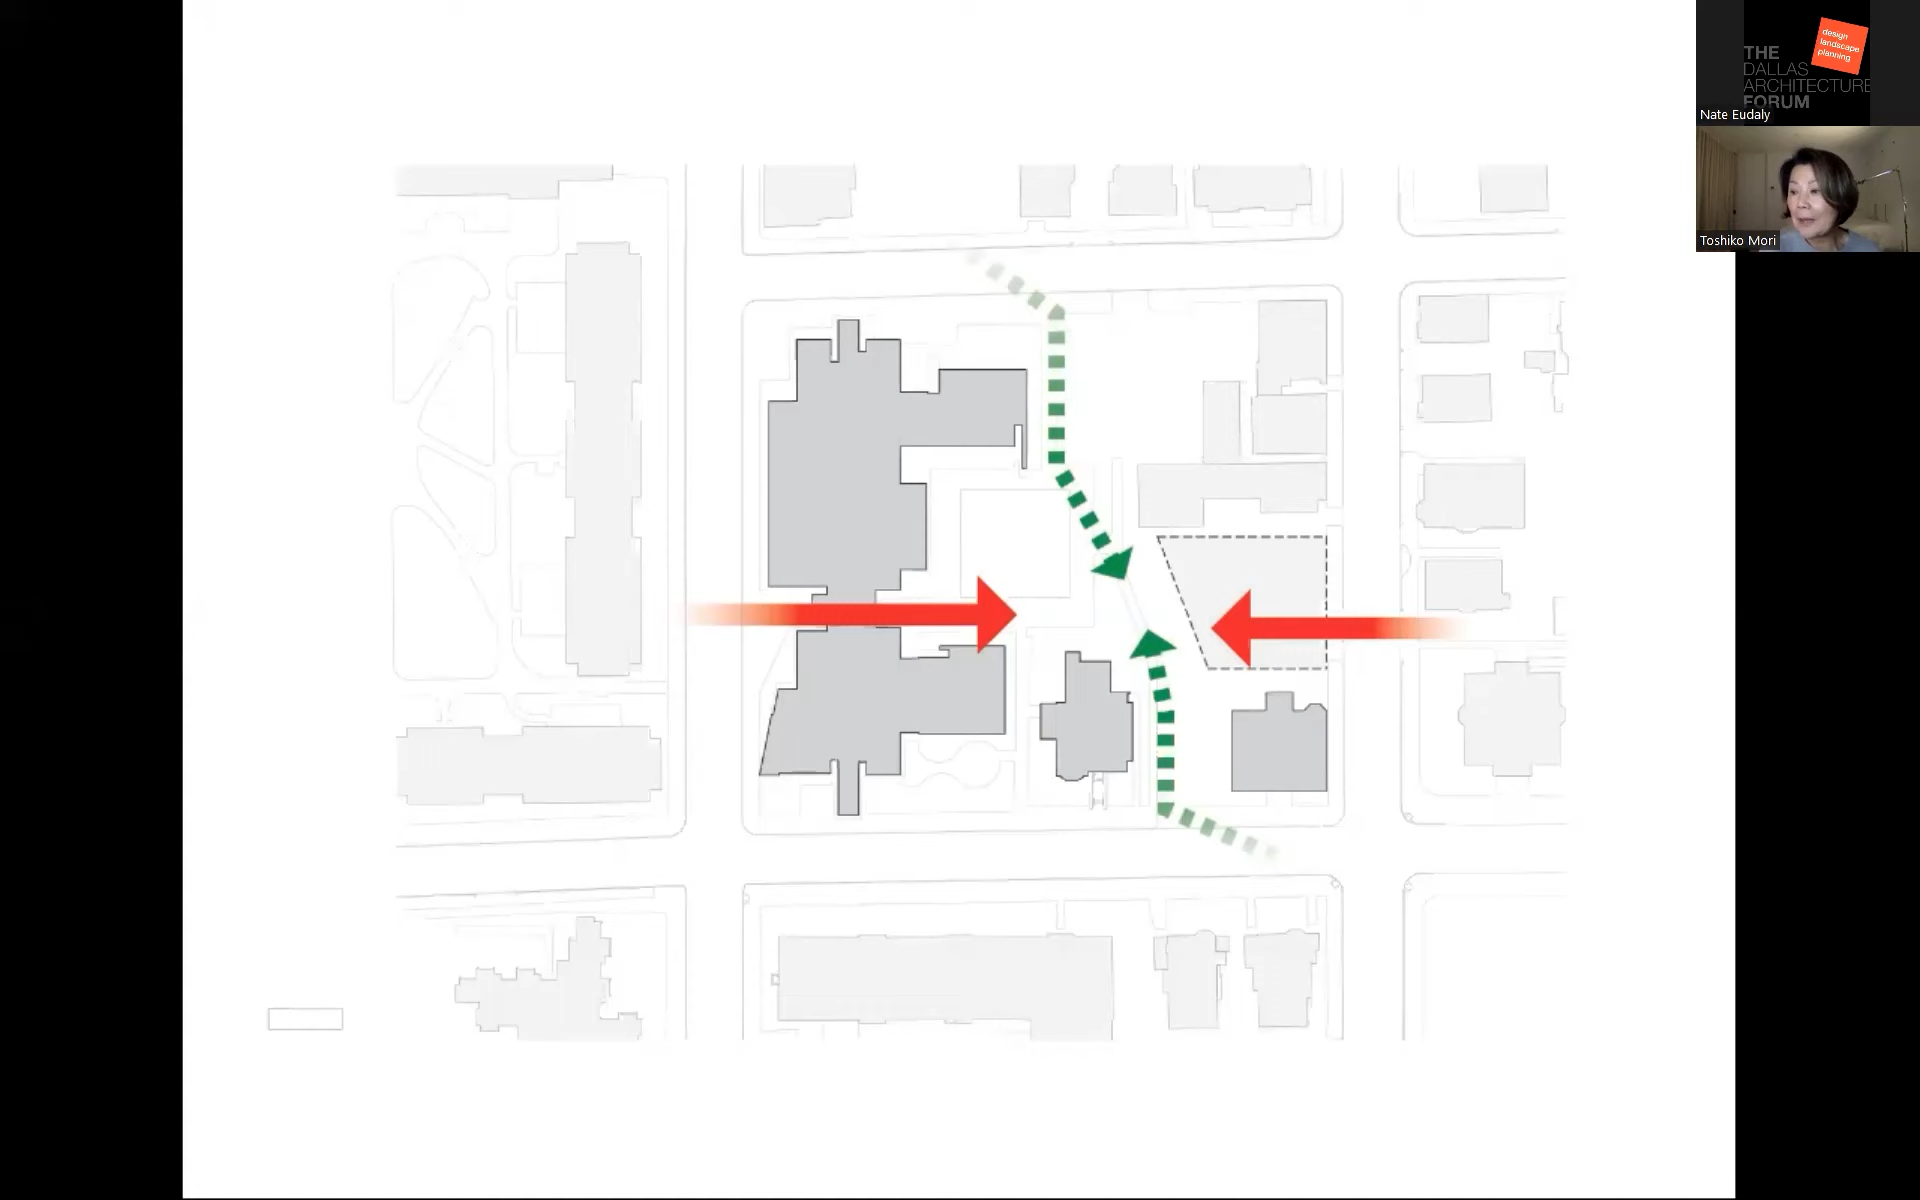 design
landscape
planning
THE
DALLAS
ARCHITECTURE
FORUM
Nate Eudaly
Toshiko Mori